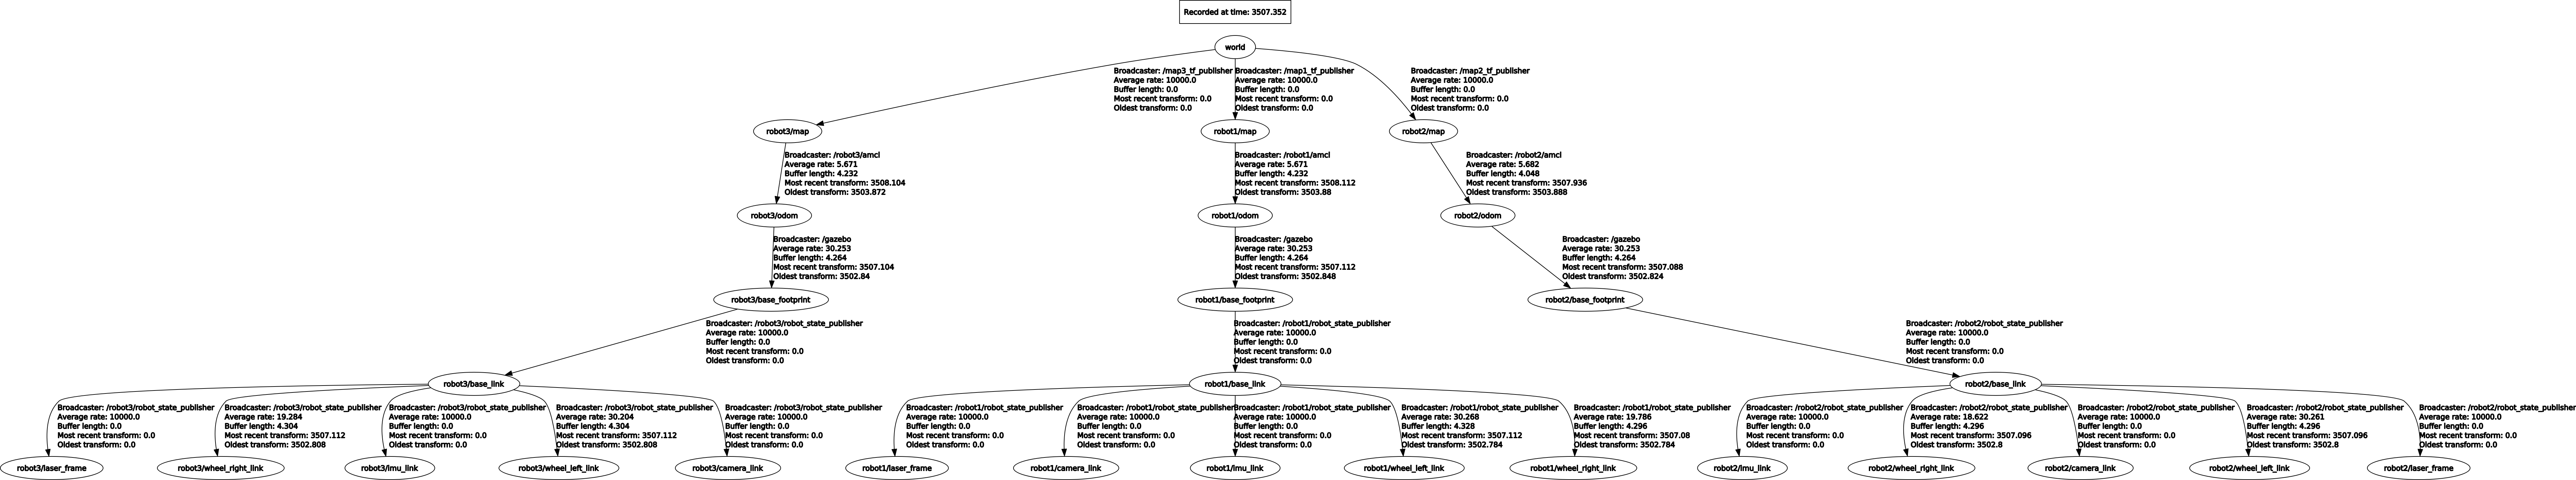 Recorded at time: 3507.352
world
Broadcaster: /map3_tf_publisher
Average rate: 10000.0
Buffer length: 0.0
Most recent transform: 0.0
Oldest transform: 0.0
Broadcaster: /map1_tf_publisher
Average rate: 10000.0
Buffer length: 0.0
Most recent transform: 0.0
Oldest transform: 0.0
Broadcaster: /map2_tf_publisher
Average rate: 10000.0
Buffer length: 0.0
Most recent transform: 0.0
Oldest transform: 0.0
robot3/map
robot1/map
robot2/map
Broadcaster: /robot3/amcl
Average rate: 5.671
Buffer length: 4.232
Most recent transform: 3508.104
Oldest transform: 3503.872
Broadcaster: /robot1/amcl
Average rate: 5.671
Buffer length: 4.232
Most recent transform: 3508.112
Oldest transform: 3503.88
Broadcaster: /robot2/amcl
Average rate: 5.682
Buffer length: 4.048
Most recent transform: 3507.936
Oldest transform: 3503.888
robot3/odom
robot1/odom
robot2/odom
Broadcaster: /gazebo
Average rate: 30.253
Buffer length: 4.264
Most recent transform: 3507.104
Oldest transform: 3502.84
Broadcaster: /gazebo
Average rate: 30.253
Buffer length: 4.264
Most recent transform: 3507.112
Oldest transform: 3502.848
Broadcaster: /gazebo
Average rate: 30.253
Buffer length: 4.264
Most recent transform: 3507.088
Oldest transform: 3502.824
robot3/base_footprint
robot1/base_footprint
robot2/base_footprint
Broadcaster: /robot3/robot_state_publisher
Average rate: 10000.0
Buffer length: 0.0
Most recent transform: 0.0
Oldest transform: 0.0
Broadcaster: /robot1/robot_state_publisher
Average rate: 10000.0
Buffer length: 0.0
Most recent transform: 0.0
Oldest transform: 0.0
Broadcaster: /robot2/robot_state_publisher
Average rate: 10000.0
Buffer length: 0.0
Most recent transform: 0.0
Oldest transform: 0.0
robot3/base_link
robot1/base_link
robot2/base_link
Broadcaster: /robot3/robot_state_publisher
Average rate: 10000.0
Buffer length: 0.0
Most recent transform: 0.0
Oldest transform: 0.0
Broadcaster: /robot3/robot_state_publisher
Average rate: 19.284
Buffer length: 4.304
Most recent transform: 3507.112
Oldest transform: 3502.808
Broadcaster: /robot3/robot_state_publisher
Average rate: 10000.0
Buffer length: 0.0
Most recent transform: 0.0
Oldest transform: 0.0
Broadcaster: /robot3/robot_state_publisher
Average rate: 30.204
Buffer length: 4.304
Most recent transform: 3507.112
Oldest transform: 3502.808
Broadcaster: /robot3/robot_state_publisher
Average rate: 10000.0
Buffer length: 0.0
Most recent transform: 0.0
Oldest transform: 0.0
Broadcaster: /robot1/robot_state_publisher
Average rate: 10000.0
Buffer length: 0.0
Most recent transform: 0.0
Oldest transform: 0.0
Broadcaster: /robot1/robot_state_publisher
Average rate: 10000.0
Buffer length: 0.0
Most recent transform: 0.0
Oldest transform: 0.0
Broadcaster: /robot1/robot_state_publisher
Average rate: 10000.0
Buffer length: 0.0
Most recent transform: 0.0
Oldest transform: 0.0
Broadcaster: /robot1/robot_state_publisher
Average rate: 30.268
Buffer length: 4.328
Most recent transform: 3507.112
Oldest transform: 3502.784
Broadcaster: /robot1/robot_state_publisher
Average rate: 19.786
Buffer length: 4.296
Most recent transform: 3507.08
Oldest transform: 3502.784
Broadcaster: /robot2/robot_state_publisher
Average rate: 10000.0
Buffer length: 0.0
Most recent transform: 0.0
Oldest transform: 0.0
Broadcaster: /robot2/robot_state_publisher
Average rate: 18.622
Buffer length: 4.296
Most recent transform: 3507.096
Oldest transform: 3502.8
Broadcaster: /robot2/robot_state_publisher
Average rate: 10000.0
Buffer length: 0.0
Most recent transform: 0.0
Oldest transform: 0.0
Broadcaster: /robot2/robot_state_publisher
Average rate: 30.261
Buffer length: 4.296
Most recent transform: 3507.096
Oldest transform: 3502.8
Broadcaster: /robot2/robot_state_publisher
Average rate: 10000.0
Buffer length: 0.0
Most recent transform: 0.0
Oldest transform: 0.0
robot3/laser_frame
robot3/wheel_right_link
robot3/imu_link
robot3/wheel_left_link
robot3/camera_link
robot1/laser_frame
robot1/camera_link
robot1/imu_link
robot1/wheel_left_link
robot1/wheel_right_link
robot2/imu_link
robot2/wheel_right_link
robot2/camera_link
robot2/wheel_left_link
robot2/laser_frame